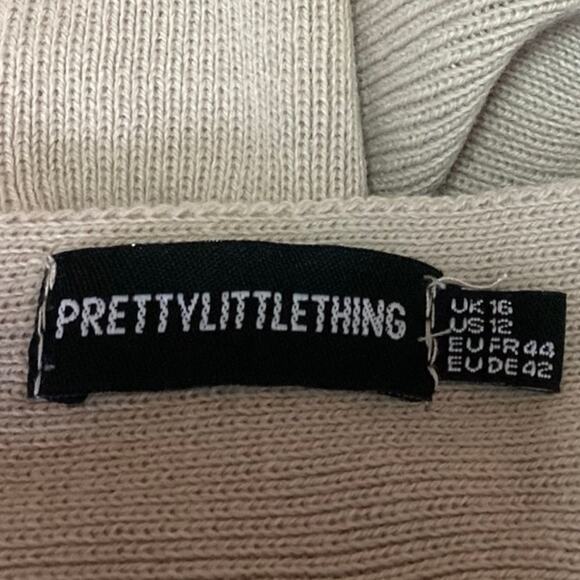 PRETTYLITTLETHING
UK 16
US 12
EU FR 44
EU DE 42